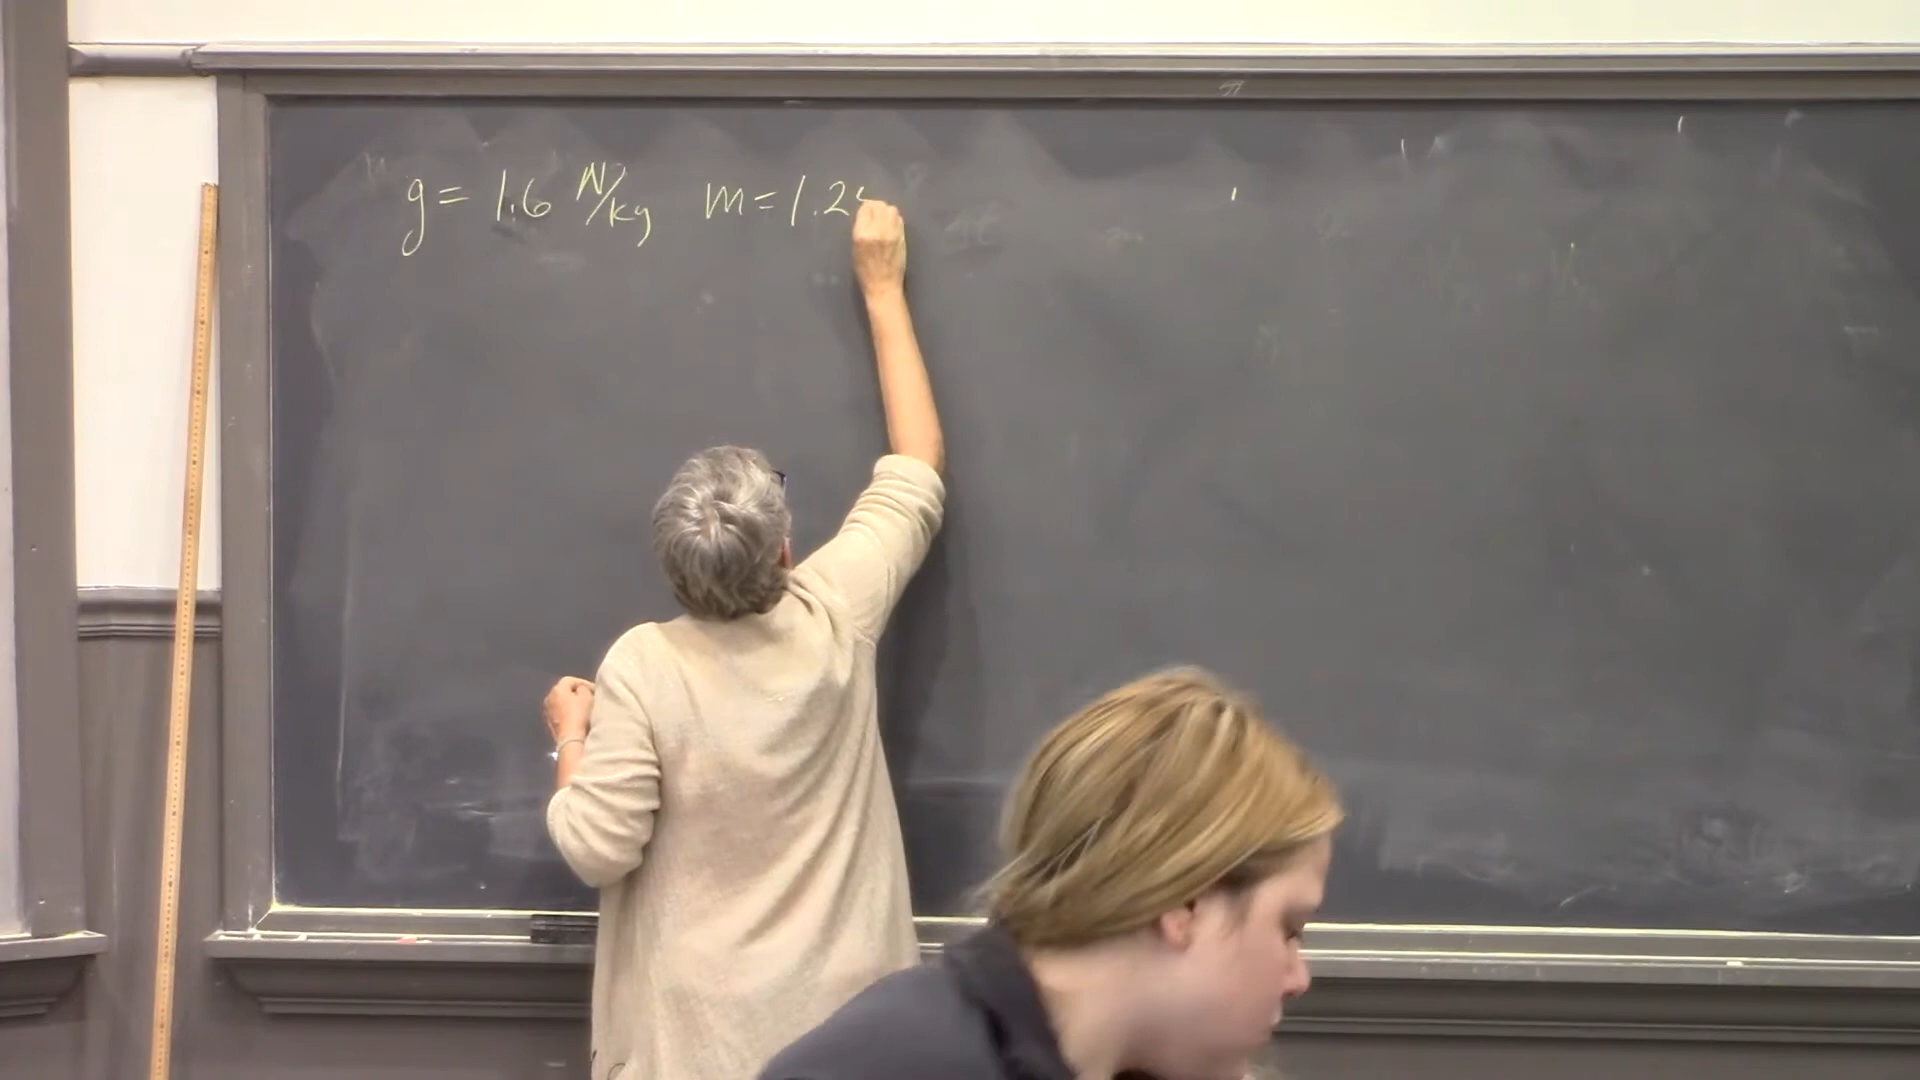 g = 1.6 N/kg m = 1.2